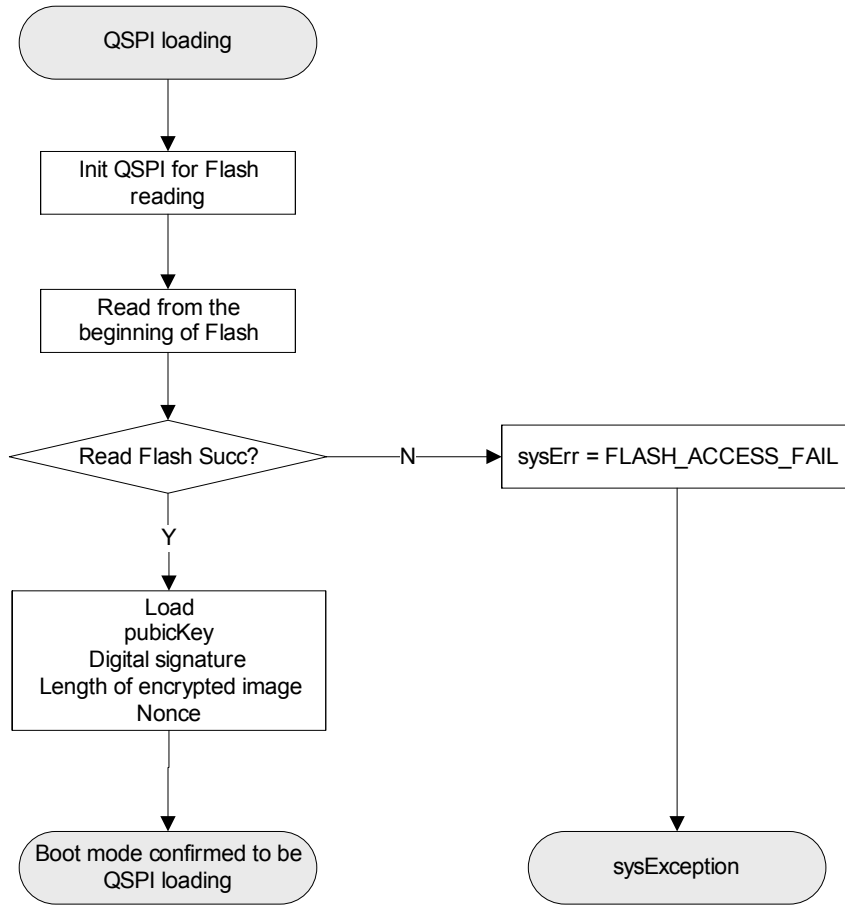 QSPI loading
Init QSPI for Flash
reading
Read from the
beginning of Flash
Read Flash Succ?
N
sysErr = FLASH_ACCESS_FAIL
Y
Load
pubicKey
Digital signature
Length of encrypted image
Nonce
Boot mode confirmed to be
QSPI loading
sysException